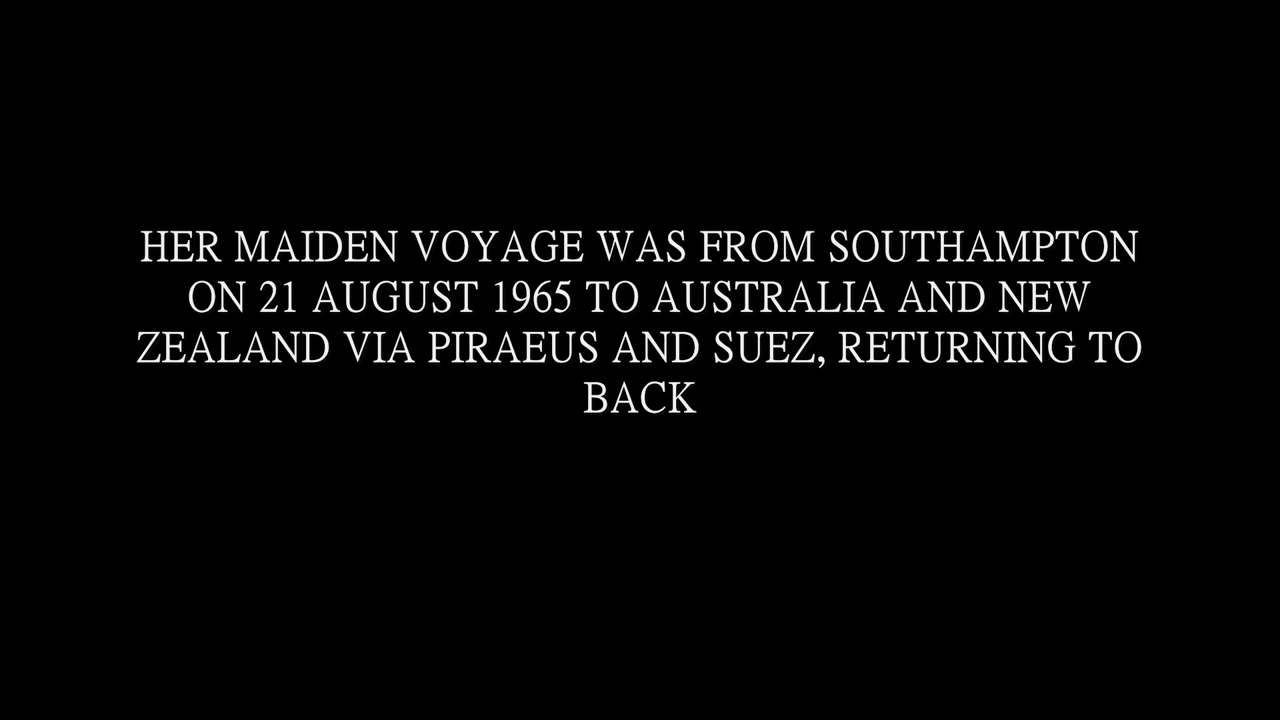 HER MAIDEN VOYAGE WAS FROM SOUTHAMPTON
ON 21 AUGUST 1965 TO AUSTRALIA AND NEW
ZEALAND VIA PIRAEUS AND SUEZ, RETURNING TO
BACK